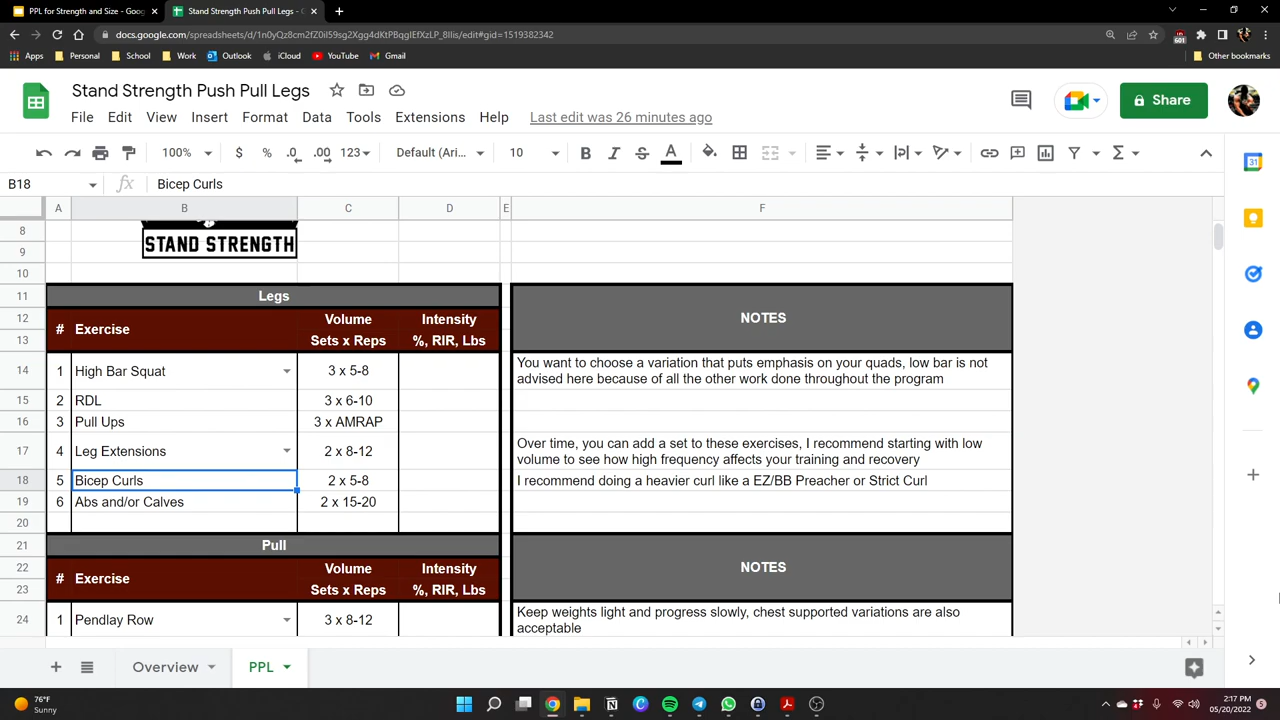 PPL for Strength and Size - Goog
Stand Strength Push Pull Legs - G
docs.google.com/spreadsheets/d/1n0yQz8cm2fZ0il59sg2Xgg4dKtPBqglEfXzLP_8Ilis/edit#gid=1519382342
601
Apps Personal School Work Outlook iCloud YouTube Gmail Other bookmarks
Stand Strength Push Pull Legs
File Edit View Insert Format Data Tools Extensions Help Last edit was 26 minutes ago
Share
100% $ % .0 .00 123 Default (Ari... 10 B I S A
31
B18 fx Bicep Curls
A B C D E F
8
STAND STRENGTH
9
10
11 Legs
12 # Exercise Volume Intensity NOTES
13 Sets x Reps %, RIR, Lbs
14 1 High Bar Squat 3 x 5-8 You want to choose a variation that puts emphasis on your quads, low bar is not
advised here because of all the other work done throughout the program
15 2 RDL 3 x 6-10
16 3 Pull Ups 3 x AMRAP
17 4 Leg Extensions 2 x 8-12 Over time, you can add a set to these exercises, I recommend starting with low
volume to see how high frequency affects your training and recovery
18 5 Bicep Curls 2 x 5-8 I recommend doing a heavier curl like a EZ/BB Preacher or Strict Curl
19 6 Abs and/or Calves 2 x 15-20
20
21 Pull
22 # Exercise Volume Intensity NOTES
23 Sets x Reps %, RIR, Lbs
24 1 Pendlay Row 3 x 8-12 Keep weights light and progress slowly, chest supported variations are also
acceptable
Overview PPL
76°F
Sunny
2:17 PM
05/20/2022